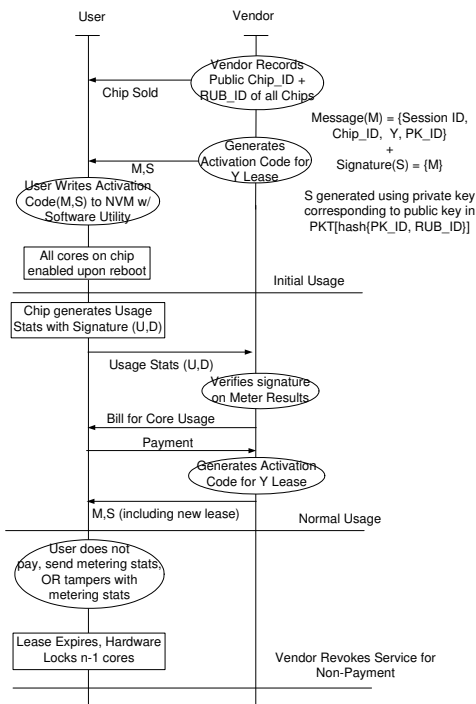 User
Vendor
Vendor Records
Public Chip_ID +
RUB_ID of all Chips
Chip Sold
Message(M) = {Session ID,
Chip_ID, Y, PK_ID}
+
Signature(S) = {M}
Generates
Activation Code for
Y Lease
M,S
User Writes Activation
Code(M,S) to NVM w/
Software Utility
S generated using private key
corresponding to public key in
PKT[hash{PK_ID, RUB_ID}]
All cores on chip
enabled upon reboot
Initial Usage
Chip generates Usage
Stats with Signature (U,D)
Usage Stats (U,D)
Verifies signature
on Meter Results
Bill for Core Usage
Payment
Generates Activation
Code for Y Lease
M,S (including new lease)
Normal Usage
User does not
pay, send metering stats,
OR tampers with
metering stats
Lease Expires, Hardware
Locks n-1 cores
Vendor Revokes Service for
Non-Payment